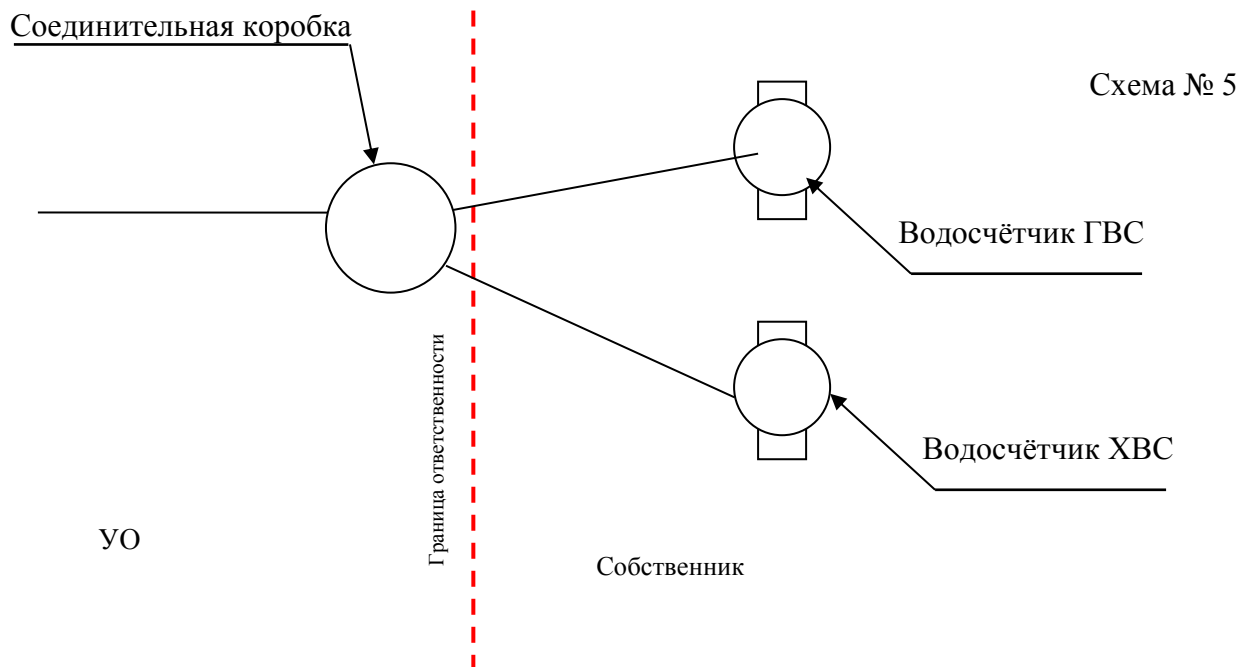 Соединительная коробка
Схема № 5
Водосчётчик ГВС
Граница ответственности
Водосчётчик ХВС
УО
Собственник